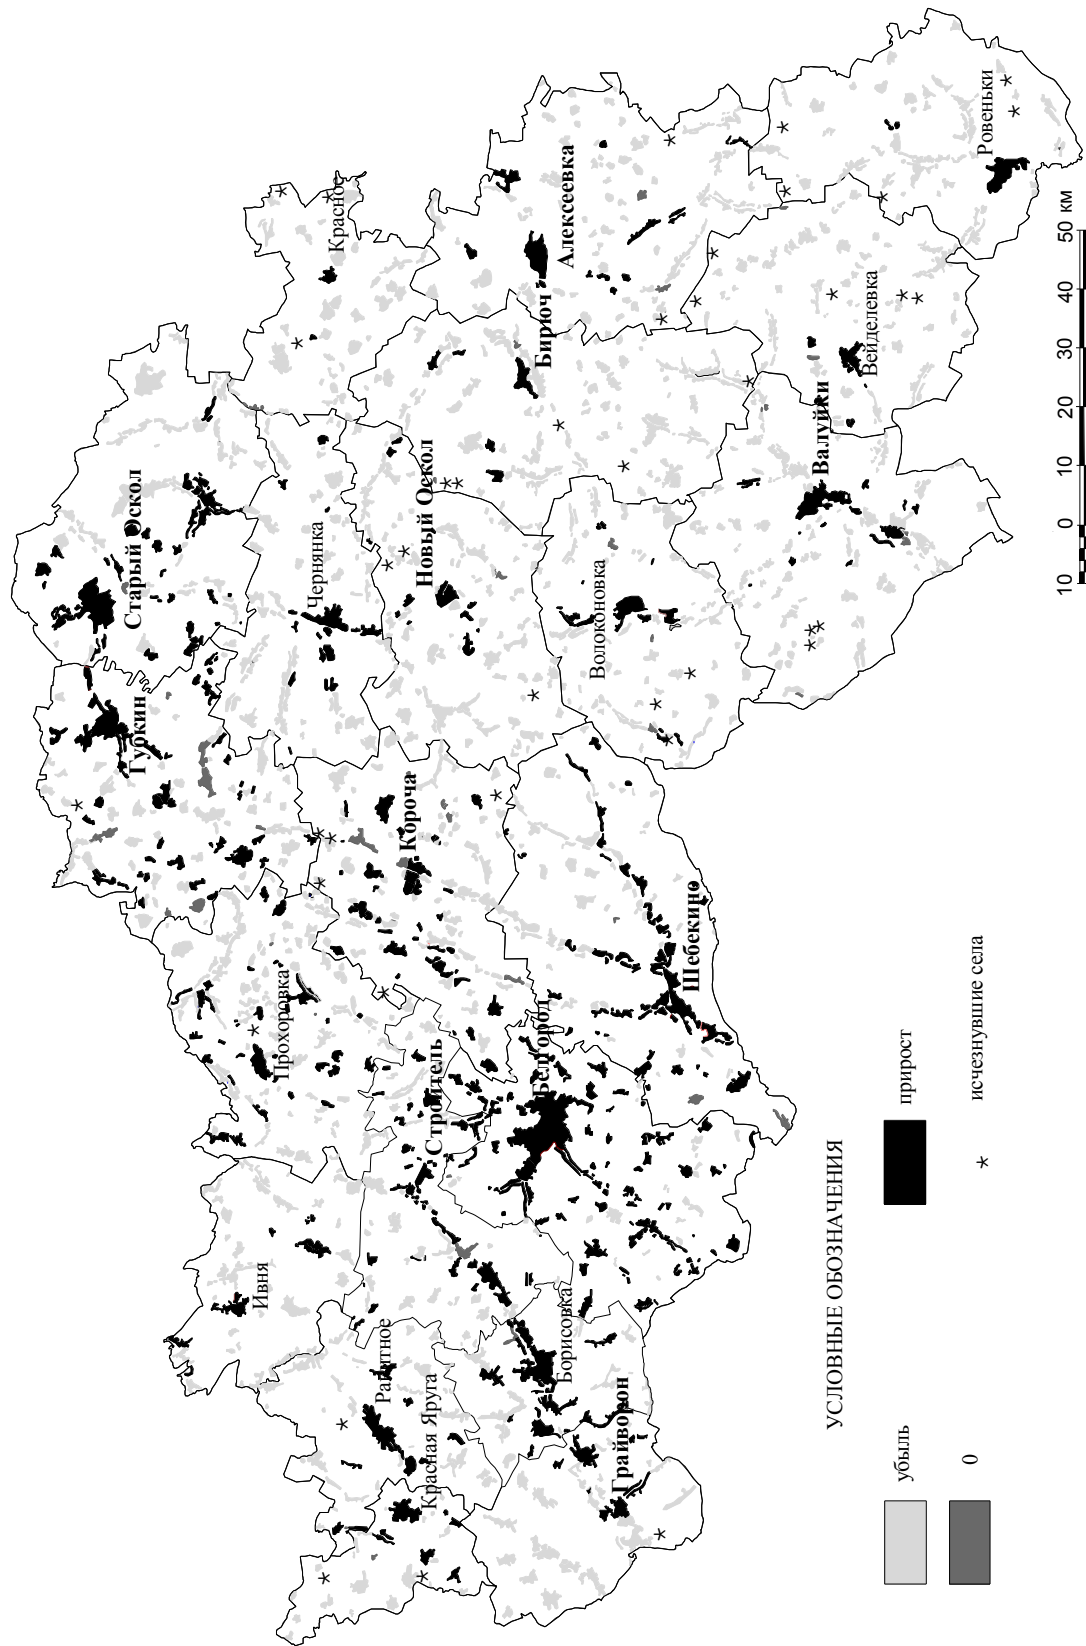 Старый Оскол
Губкин
Прохоровка
Ивня
Ракитное
Красная Яруга
Чернянка
Короча
Строитель
Красное
Новый Оскол
Белгород
Борисовка
Грайворон
Алексеевка
Бирюч
Волоконовка
Шебекино
Валуйки
Вейделевка
Ровеньки
УСЛОВНЫЕ ОБОЗНАЧЕНИЯ
убыль
прирост
0
исчезнувшие села
10 0 10 20 30 40 50 км